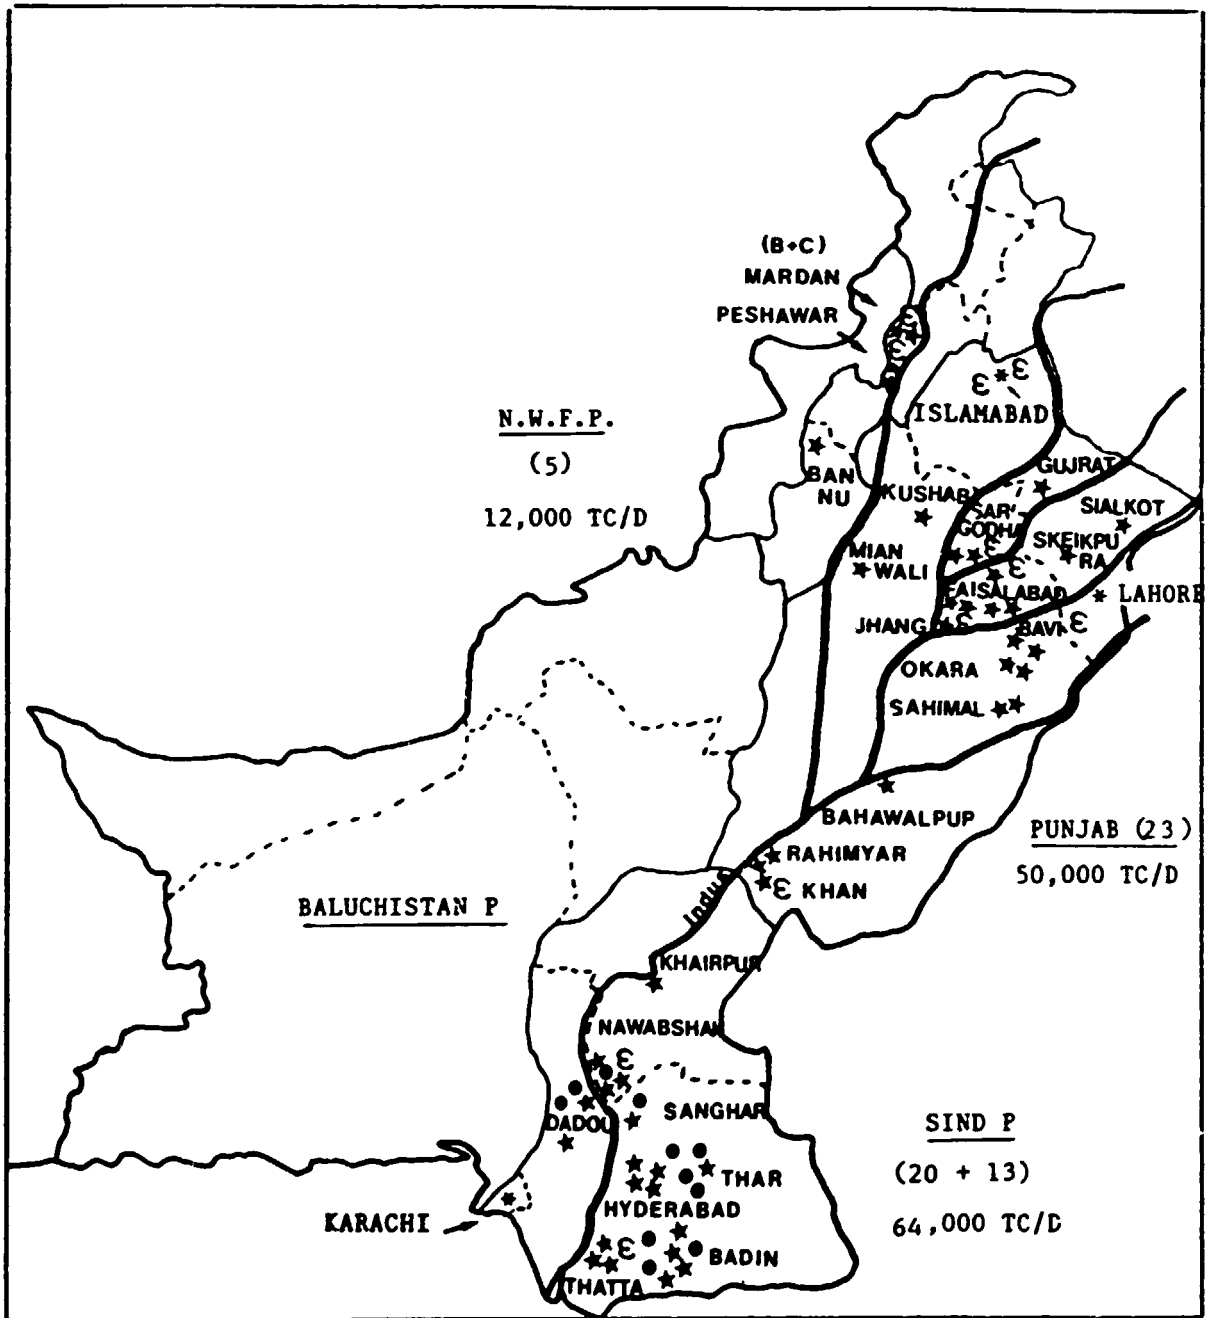 (B+C)
MARDAN
PESHAWAR
ε ε
ISLAMABAD
N.W.F.P.
(5)
12,000 TC/D
BAN
NU
KUSHAB
GUJRAT
SAR'
GODHA
SIALKOT
SKEIKPU
RA
MIAN
WALI
FAISALABAD
LAHORE
JHANG
BAVI
OKARA
SAHIMAL
BAHAWALPUP
RAHIMYAR
KHAN
PUNJAB (23)
50,000 TC/D
Indus
BALUCHISTAN P
KHAIRPUR
NAWABSHAH
SANGHAR
DADOU
SIND P
(20 + 13)
64,000 TC/D
THAR
HYDERABAD
KARACHI
BADIN
THATTA